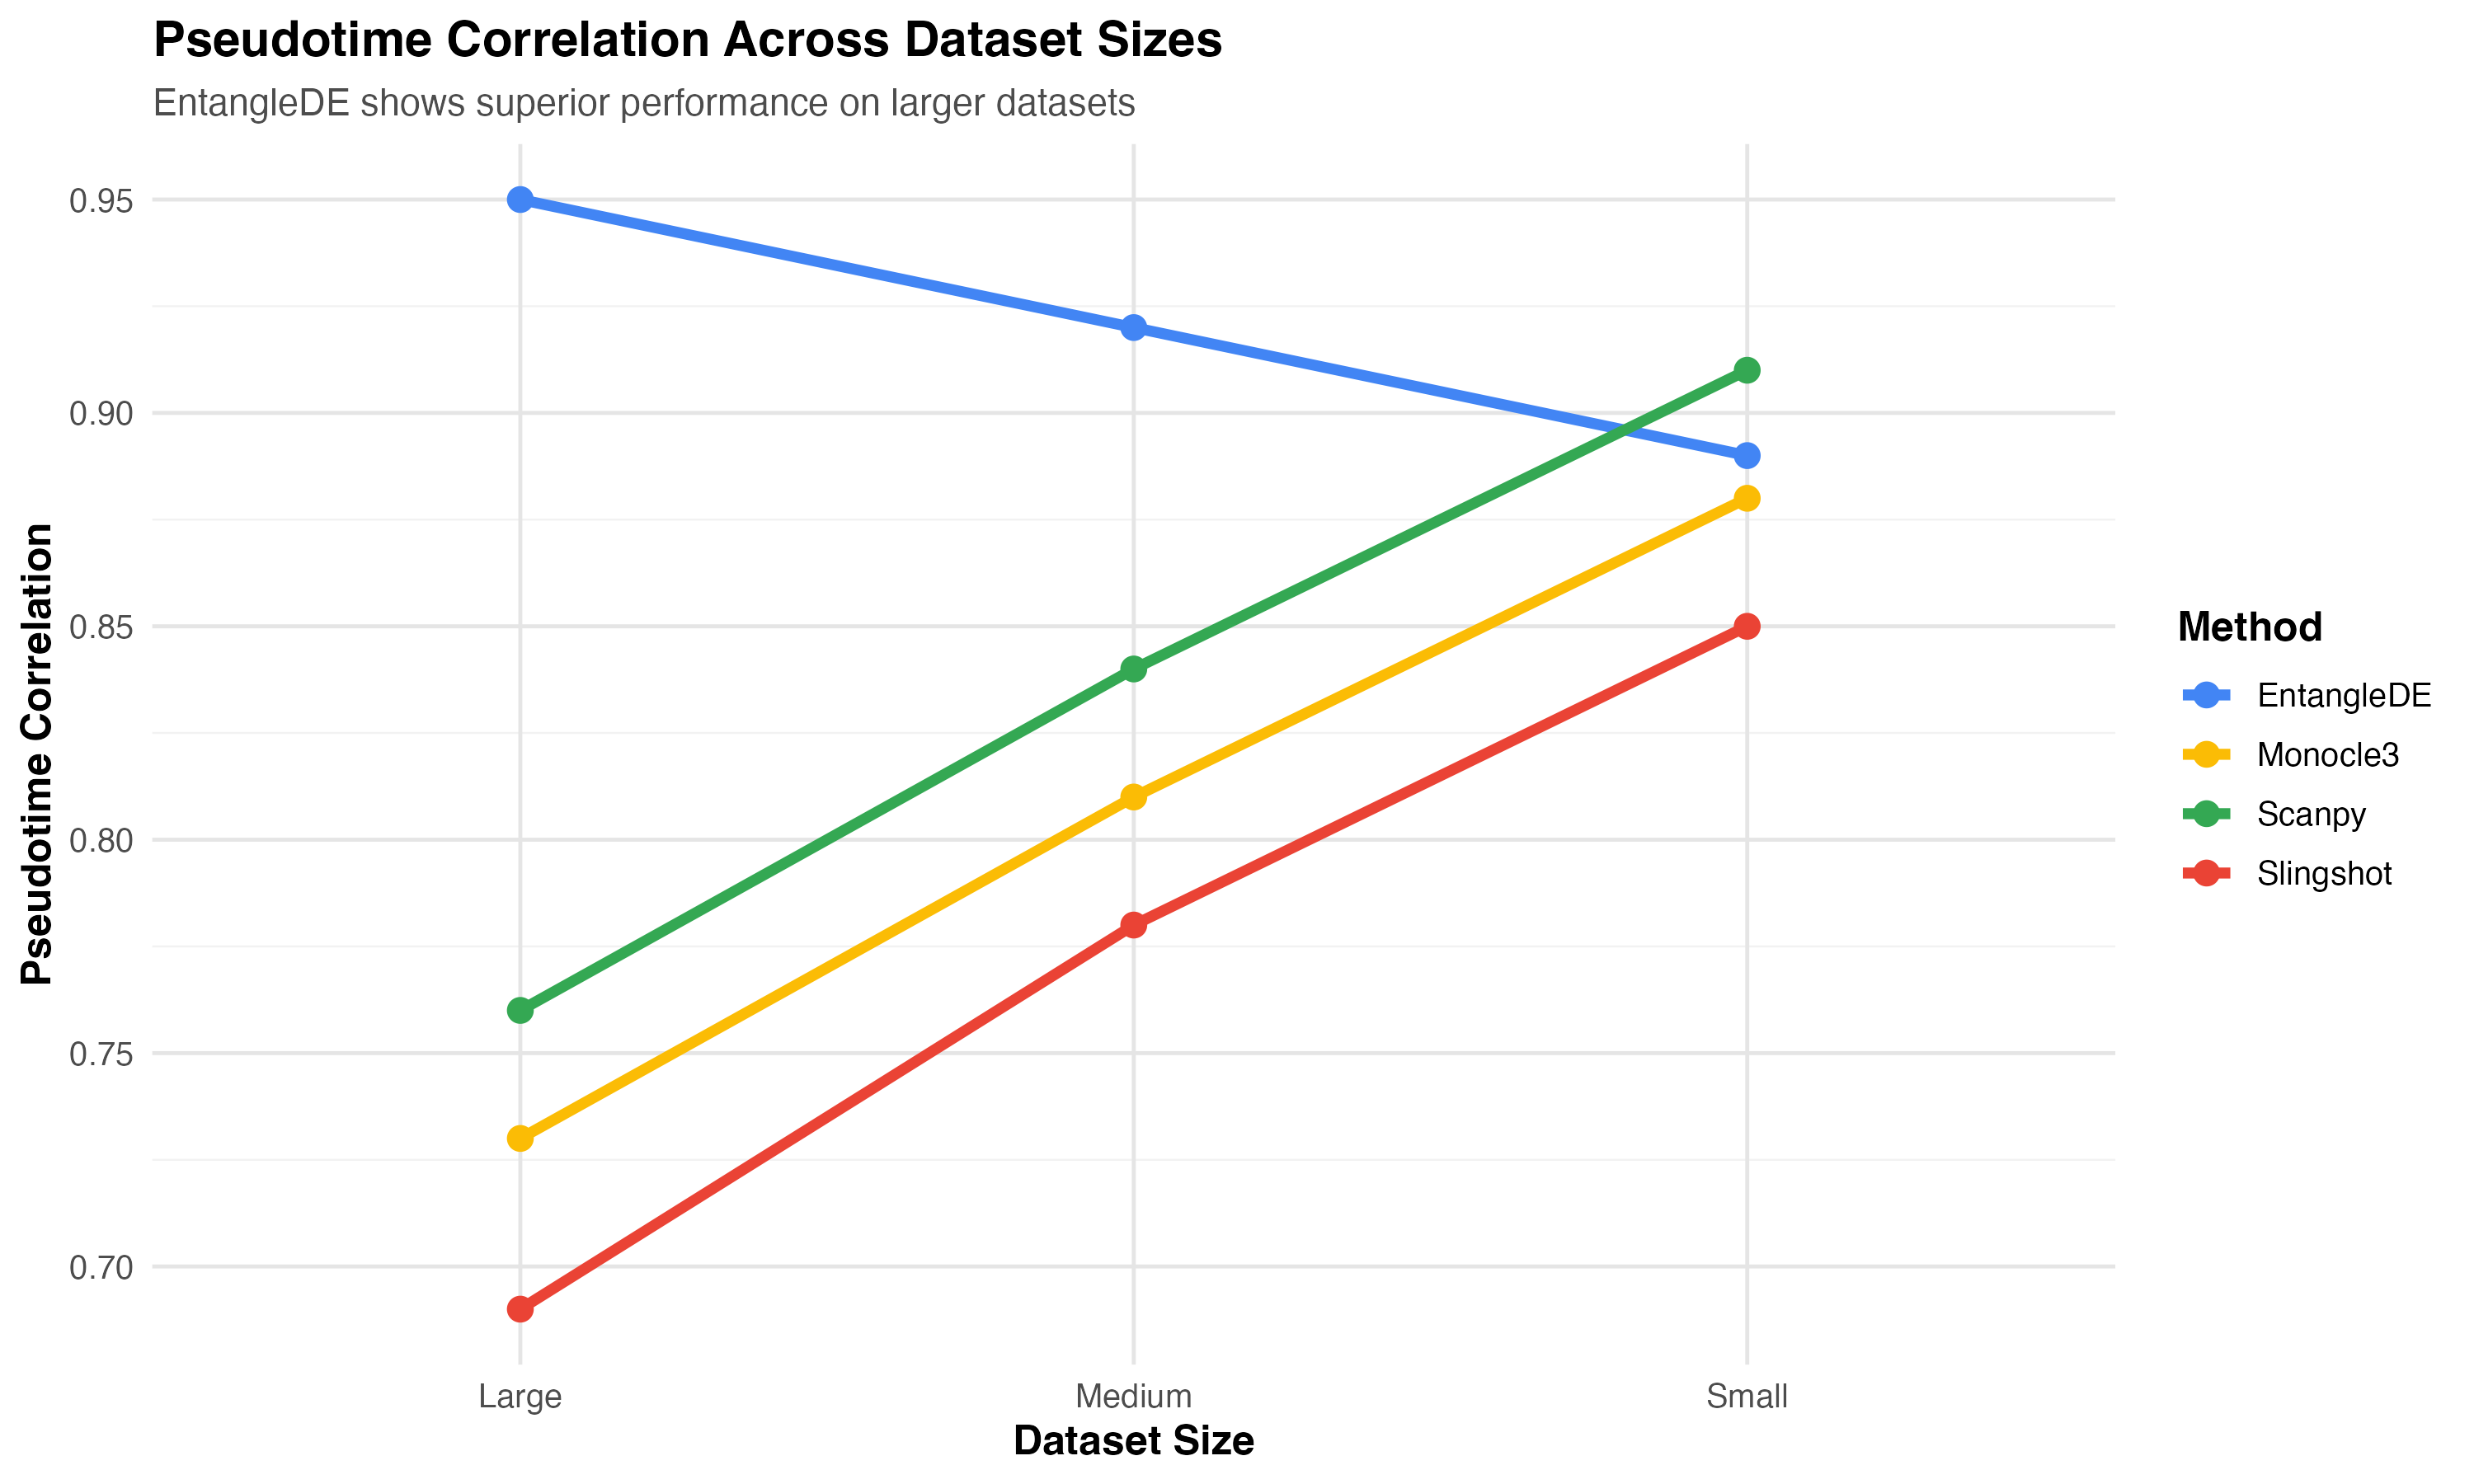 Pseudotime Correlation Across Dataset Sizes
EntangleDE shows superior performance on larger datasets
Pseudotime Correlation
0.95
0.90
0.85
0.80
0.75
0.70
Large
Medium
Small
Dataset Size
Method
EntangleDE
Monocle3
Scanpy
Slingshot